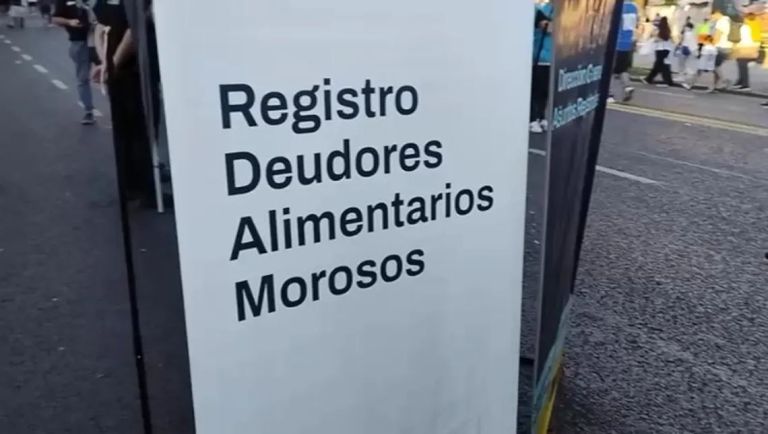 Registro
Deudores
Alimentarios
Morosos